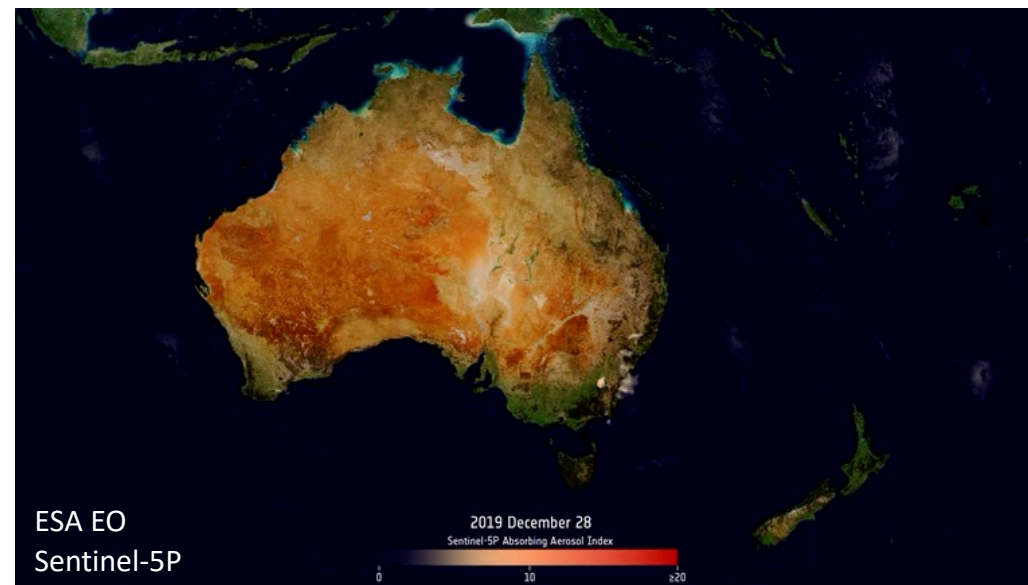 ESA EO
Sentinel-5P
2019 December 28
Sentinel-5P Absorbing Aerosol Index
0 10 ≥20